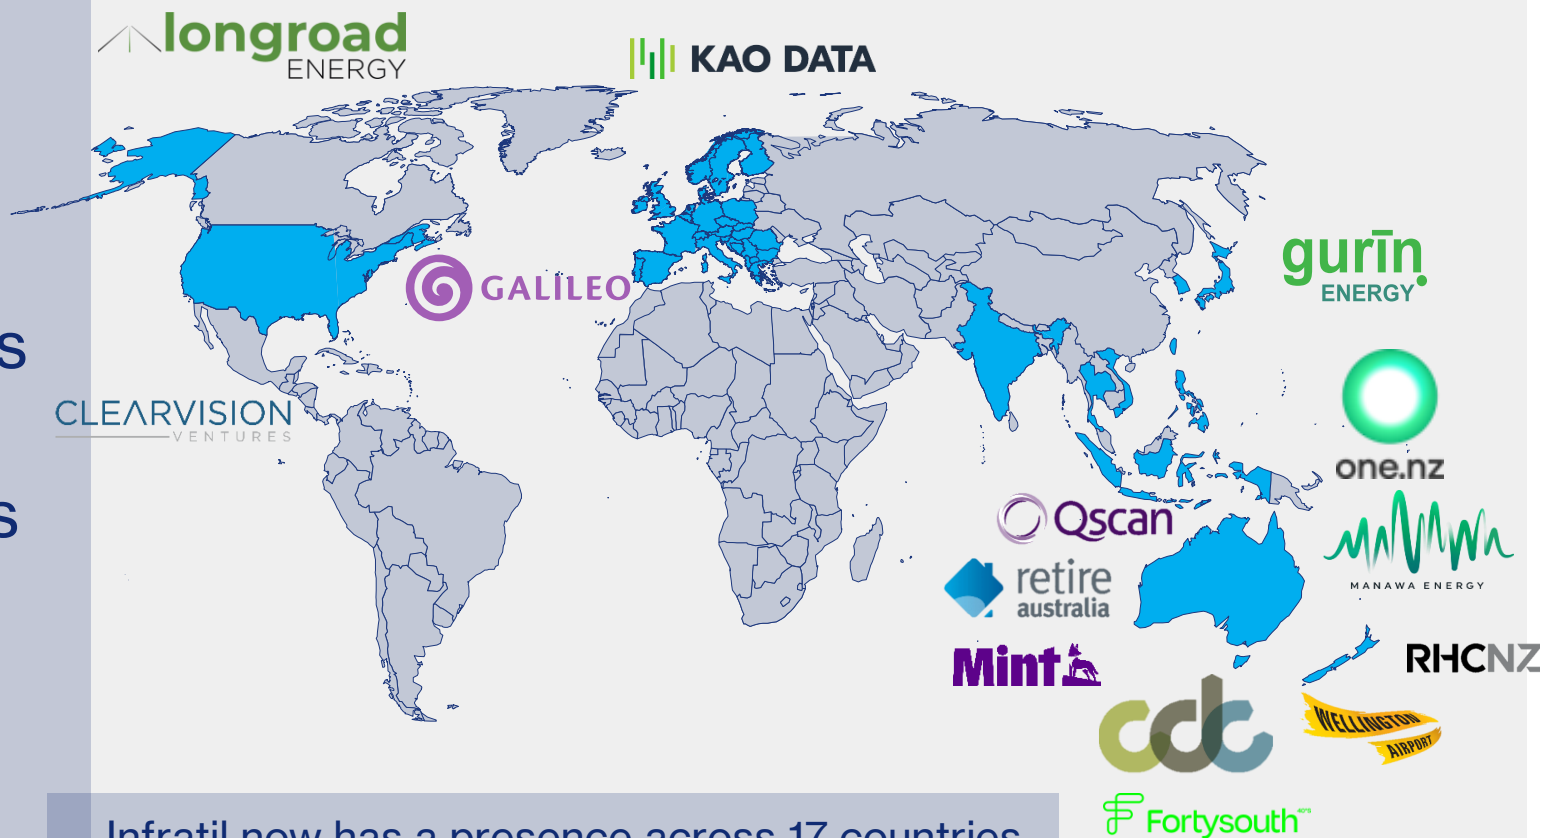 longroad
ENERGY
KAO DATA
gurīn
ENERGY
GALILEO
s
CLEARVISION
VENTURES
one.nz
s
Qscan
MANAWA
MANAWA ENERGY
retire
australia
Mint
RHCNZ
cdc
WELLINGTON
AIRPORT
Fortysouth
Infratil now has a presence across 17 countries